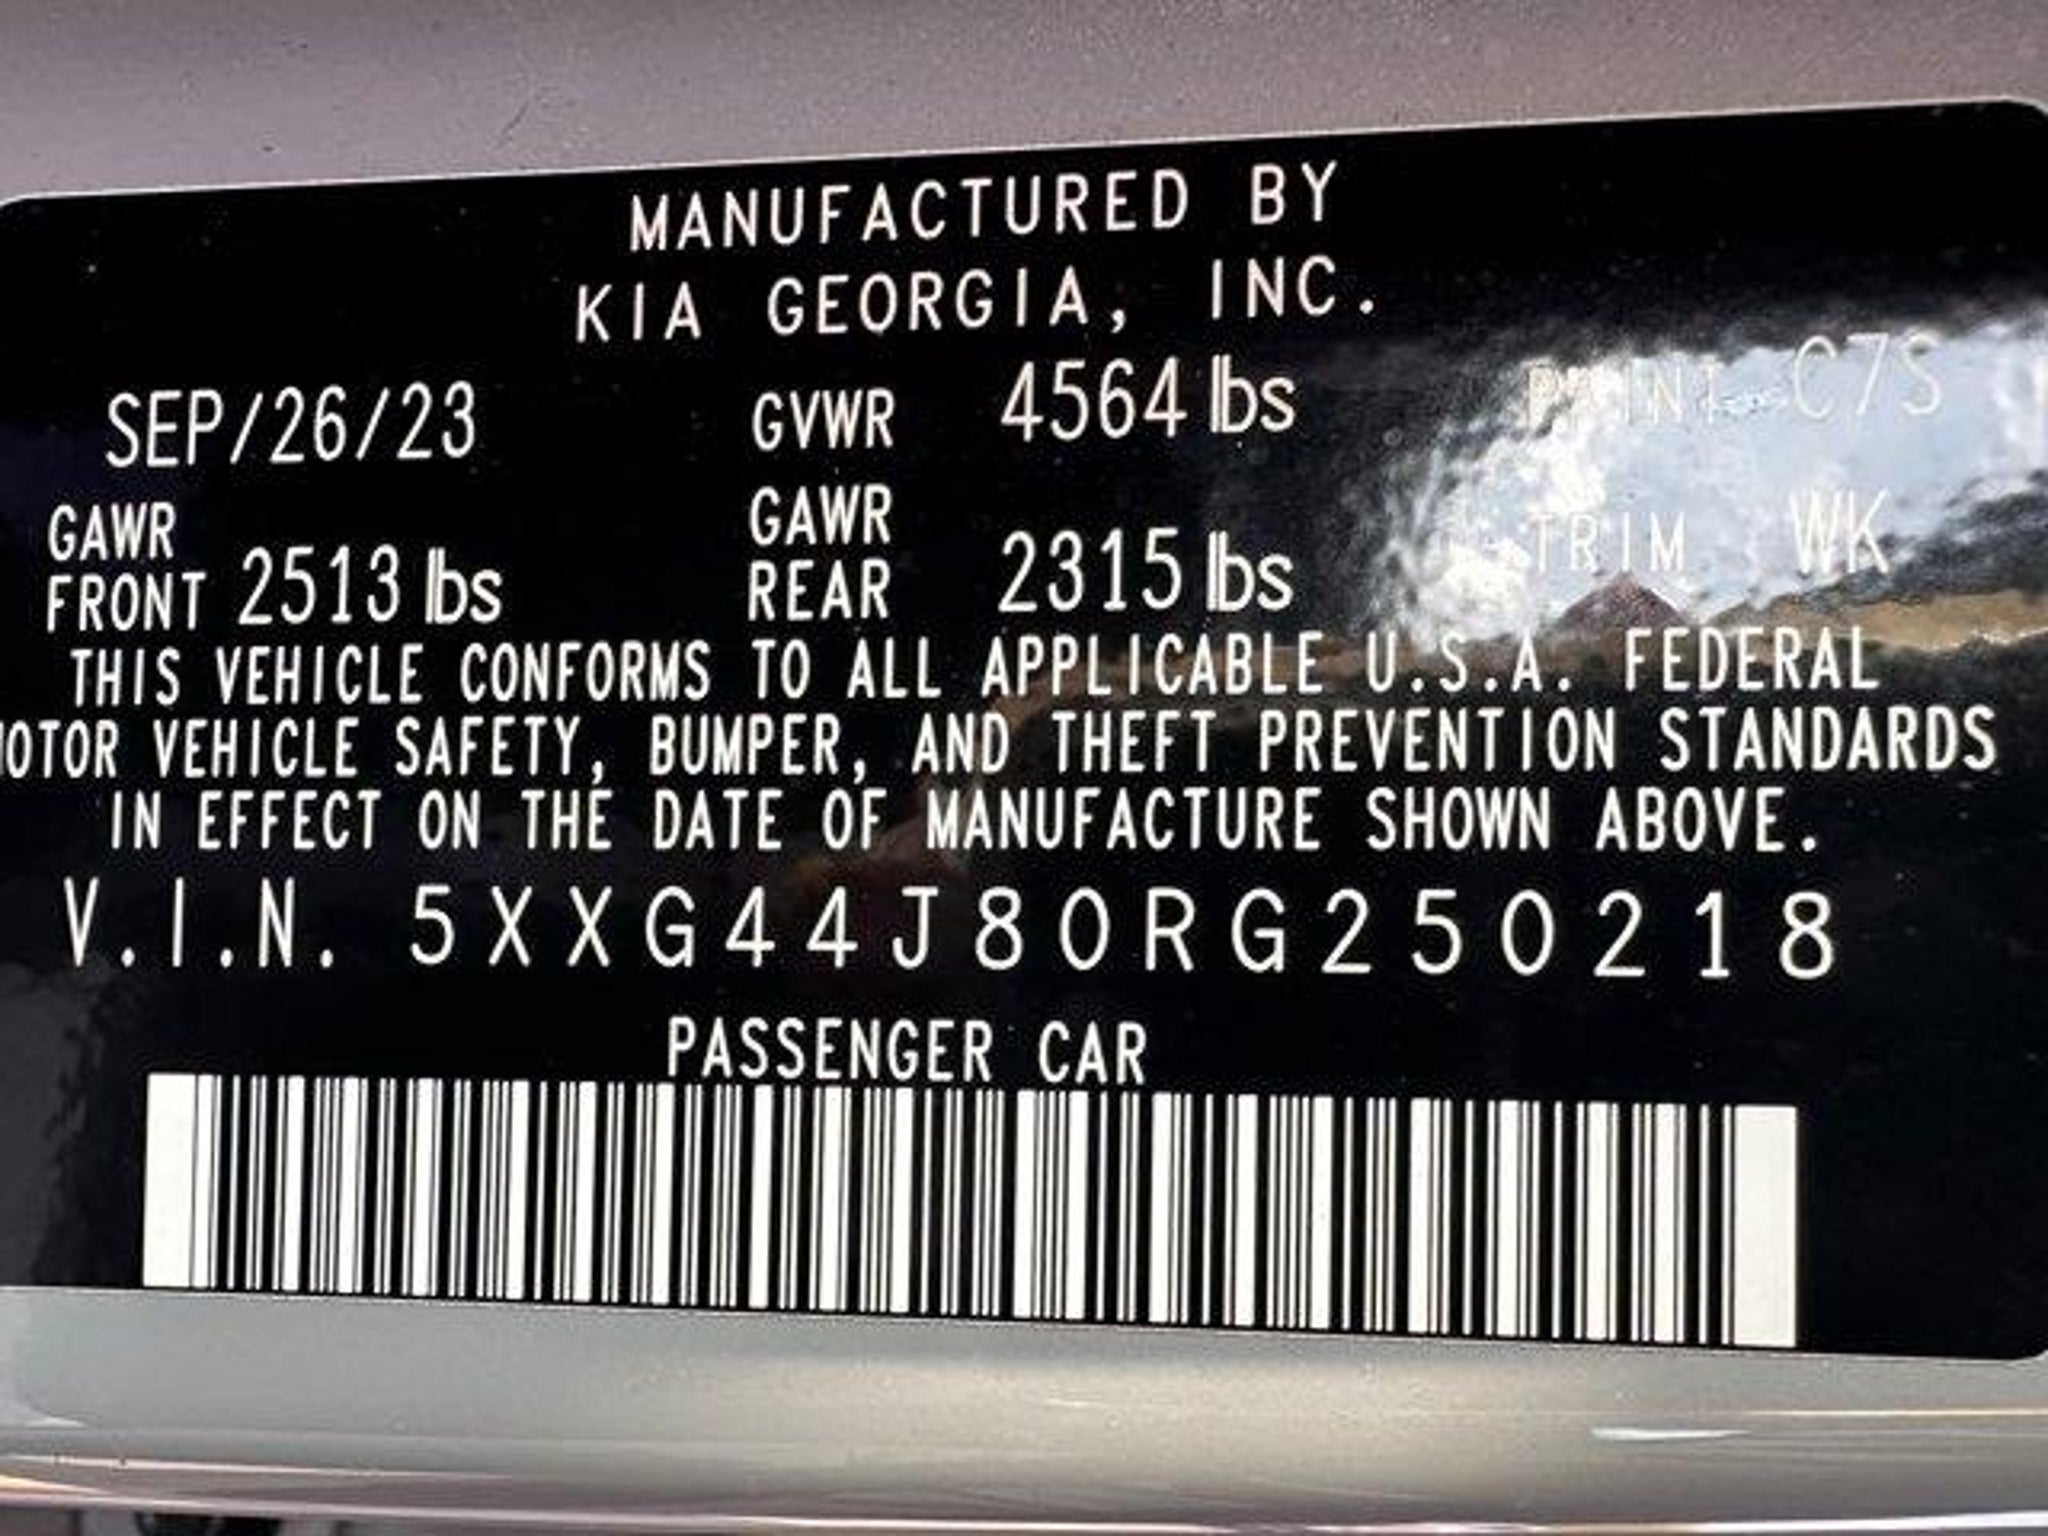 MANUFACTURED BY
KIA GEORGIA, INC.
SEP/26/23 GVWR 4564 lbs PAINT C7S
GAWR FRONT 2513 lbs GAWR REAR 2315 lbs TRIM WK
THIS VEHICLE CONFORMS TO ALL APPLICABLE U.S.A. FEDERAL
MOTOR VEHICLE SAFETY, BUMPER, AND THEFT PREVENTION STANDARDS
IN EFFECT ON THE DATE OF MANUFACTURE SHOWN ABOVE.
V.I.N. 5XXG44J80RG250218
PASSENGER CAR